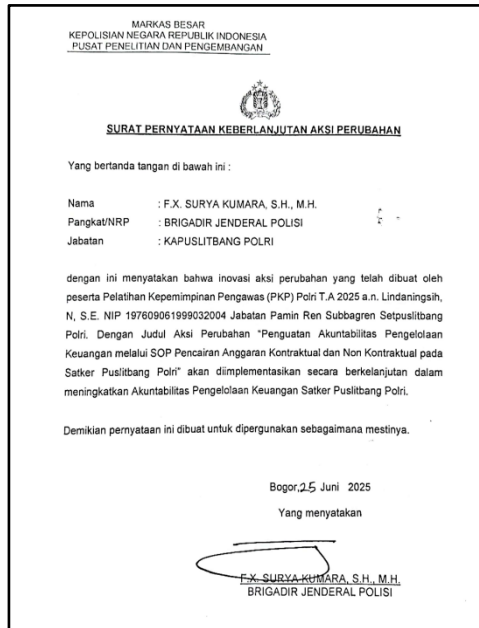 MARKAS BESAR
KEPOLISIAN NEGARA REPUBLIK INDONESIA
PUSAT PENELITIAN DAN PENGEMBANGAN
SURAT PERNYATAAN KEBERLANJUTAN AKSI PERUBAHAN
Yang bertanda tangan di bawah ini :
Nama : F.X. SURYA KUMARA, S.H., M.H.
Pangkat/NRP : BRIGADIR JENDERAL POLISI
Jabatan : KAPUSLITBANG POLRI
dengan ini menyatakan bahwa inovasi aksi perubahan yang telah dibuat oleh
peserta Pelatihan Kepemimpinan Pengawas (PKP) Polri T.A 2025 a.n. Lindaningsih,
N, S.E. NIP 197609061999032004 Jabatan Pamin Ren Subbagren Setpuslitbang
Polri. Dengan Judul Aksi Perubahan "Penguatan Akuntabilitas Pengelolaan
Keuangan melalui SOP Pencairan Anggaran Kontraktual dan Non Kontraktual pada
Satker Puslitbang Polri" akan diimplementasikan secara berkelanjutan dalam
meningkatkan Akuntabilitas Pengelolaan Keuangan Satker Puslitbang Polri.
Demikian pernyataan ini dibuat untuk dipergunakan sebagaimana mestinya.
Bogor,25 Juni 2025
Yang menyatakan
F.X. SURYA KUMARA, S.H., M.H.
BRIGADIR JENDERAL POLISI